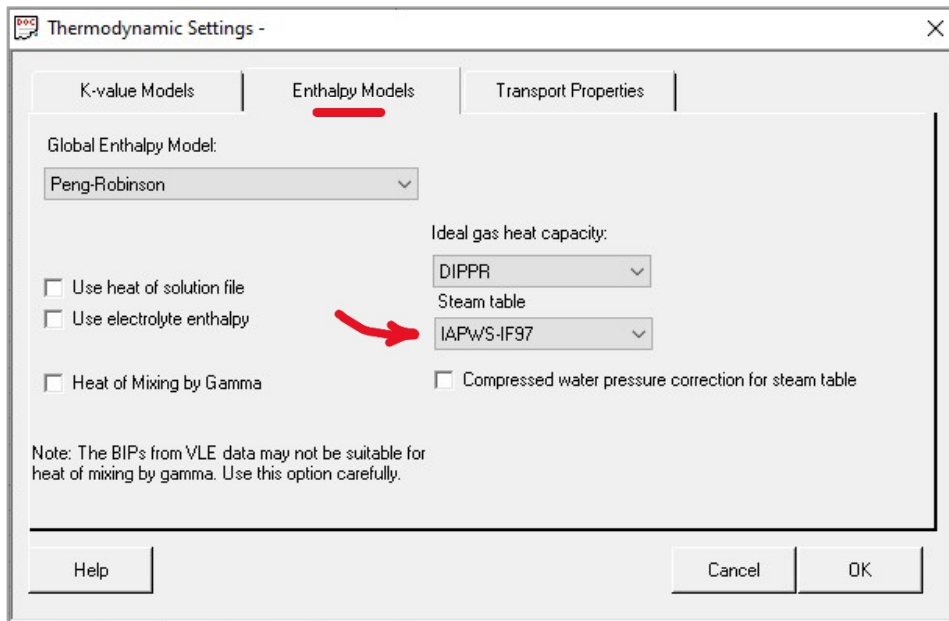 Thermodynamic Settings -
K-value Models
Enthalpy Models
Transport Properties
Global Enthalpy Model:
Peng-Robinson
Ideal gas heat capacity:
DIPPR
Use heat of solution file
Steam table
Use electrolyte enthalpy
IAPWS-IF97
Heat of Mixing by Gamma
Compressed water pressure correction for steam table
Note: The BIPs from VLE data may not be suitable for
heat of mixing by gamma. Use this option carefully.
Help
Cancel
OK